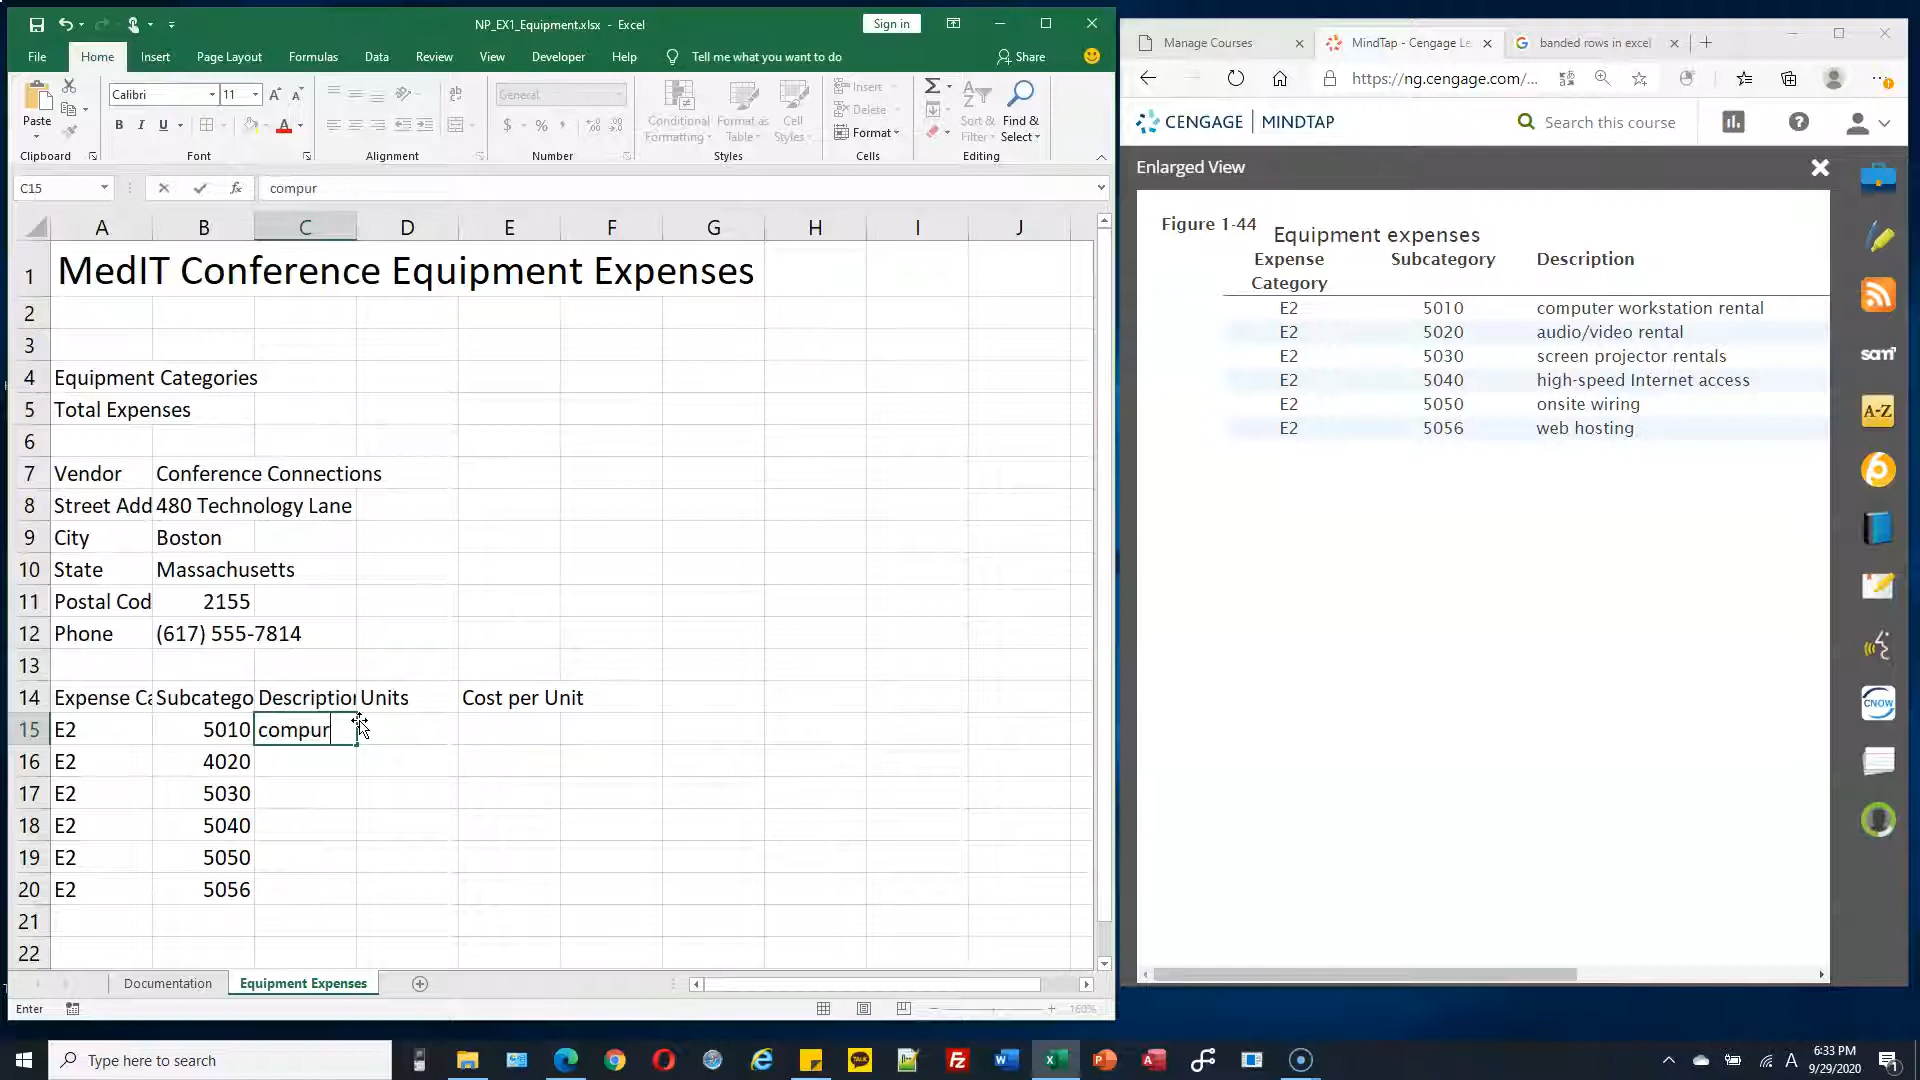 NP_EX1_Equipment.xlsx - Excel
Sign in
File Home Insert Page Layout Formulas Data Review View Developer Help Tell me what you want to do Share
Paste
Calibri 11
General
Conditional Formatting
Format as Table
Cell Styles
Insert
Delete
Format
Sort & Filter
Find & Select
Clipboard Font Alignment Number Styles Cells Editing
C15 fx compur
A B C D E F G H I J
1 MedIT Conference Equipment Expenses
2
3
4 Equipment Categories
5 Total Expenses
6
7 Vendor Conference Connections
8 Street Add 480 Technology Lane
9 City Boston
10 State Massachusetts
11 Postal Cod 2155
12 Phone (617) 555-7814
13
14 Expense Ca Subcatego Description Units Cost per Unit
15 E2 5010 compur
16 E2 4020
17 E2 5030
18 E2 5040
19 E2 5050
20 E2 5056
21
22
Documentation Equipment Expenses
Enter 160%
Manage Courses MindTap - Cengage Le banded rows in excel
https://ng.cengage.com/...
CENGAGE MINDTAP Search this course
Enlarged View
Figure 1-44 Equipment expenses
Expense Category Subcategory Description
E2 5010 computer workstation rental
E2 5020 audio/video rental
E2 5030 screen projector rentals
E2 5040 high-speed Internet access
E2 5050 onsite wiring
E2 5056 web hosting
sam
A-Z
CNOW
Type here to search
TALK
A
6:33 PM
9/29/2020
1